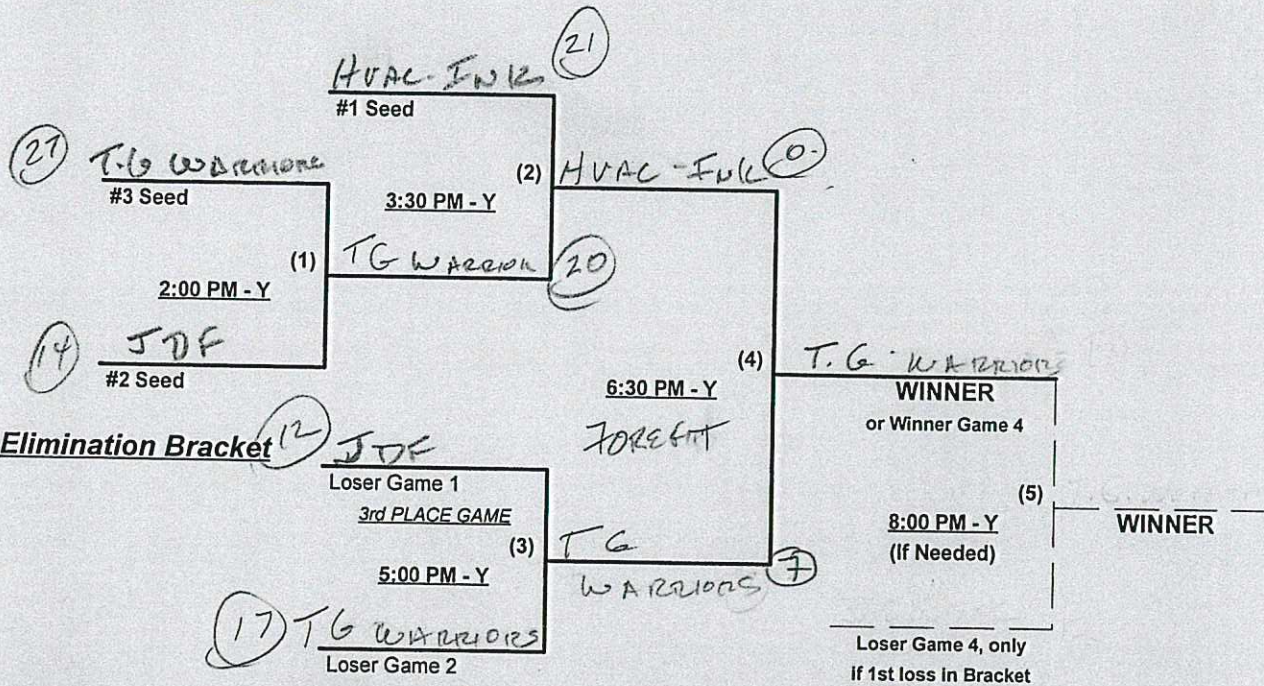 21
HVAC-INK
#1 Seed
27 T.G WARRIORS
#3 Seed
(2) HVAC-INK 0
3:30 PM - Y
(1) TG WARRIOR 20
2:00 PM - Y
14 JDF
#2 Seed
(4) T.G. WARRIORS
6:30 PM - Y
WINNER
or Winner Game 4
FOREFIT
Elimination Bracket 12 JDF
Loser Game 1
3rd PLACE GAME
(3) TG
WARRIORS 7
5:00 PM - Y
17 TG WARRIORS
Loser Game 2
(5)
8:00 PM - Y
WINNER
(If Needed)
Loser Game 4, only
if 1st loss in Bracket